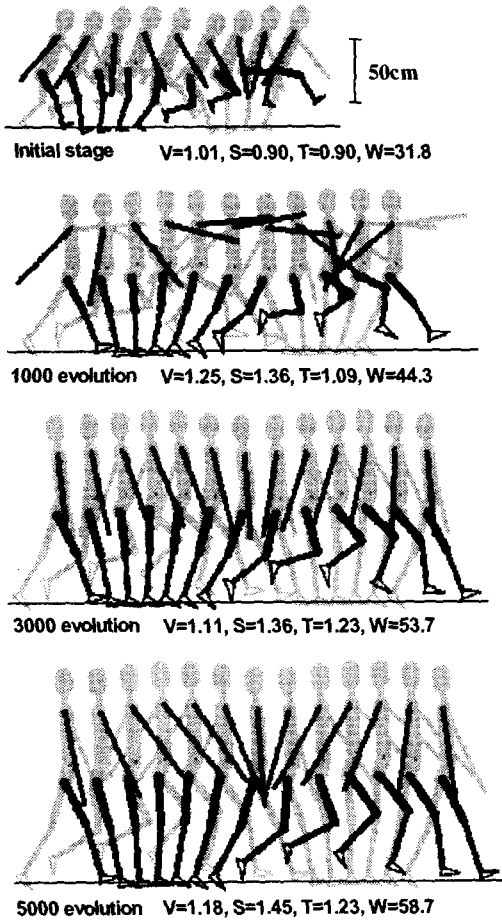 50cm
Initial stage V=1.01, S=0.90, T=0.90, W=31.8
1000 evolution V=1.25, S=1.36, T=1.09, W=44.3
3000 evolution V=1.11, S=1.36, T=1.23, W=53.7
5000 evolution V=1.18, S=1.45, T=1.23, W=58.7